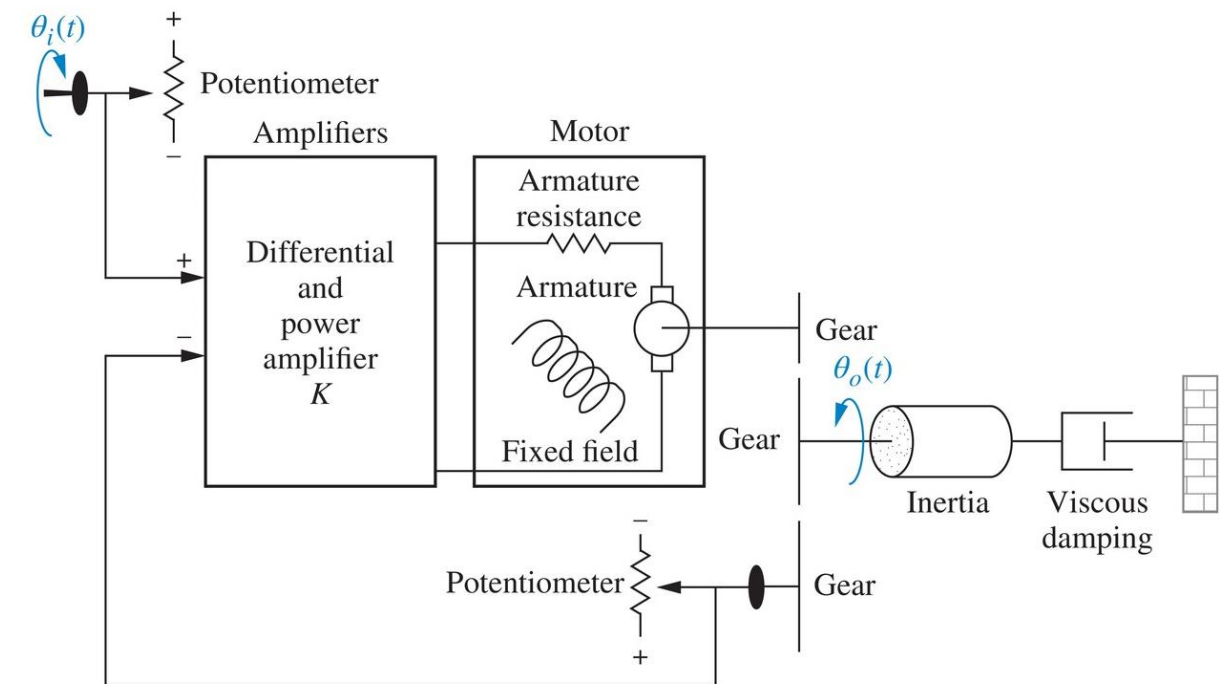 θᵢ(t)
+
Potentiometer
−
Amplifiers
Motor
+
−
Differential
and
power
amplifier
K
Armature
resistance
Armature
Fixed field
Gear
θₒ(t)
Gear
Inertia
Viscous
damping
−
Potentiometer
+
Gear